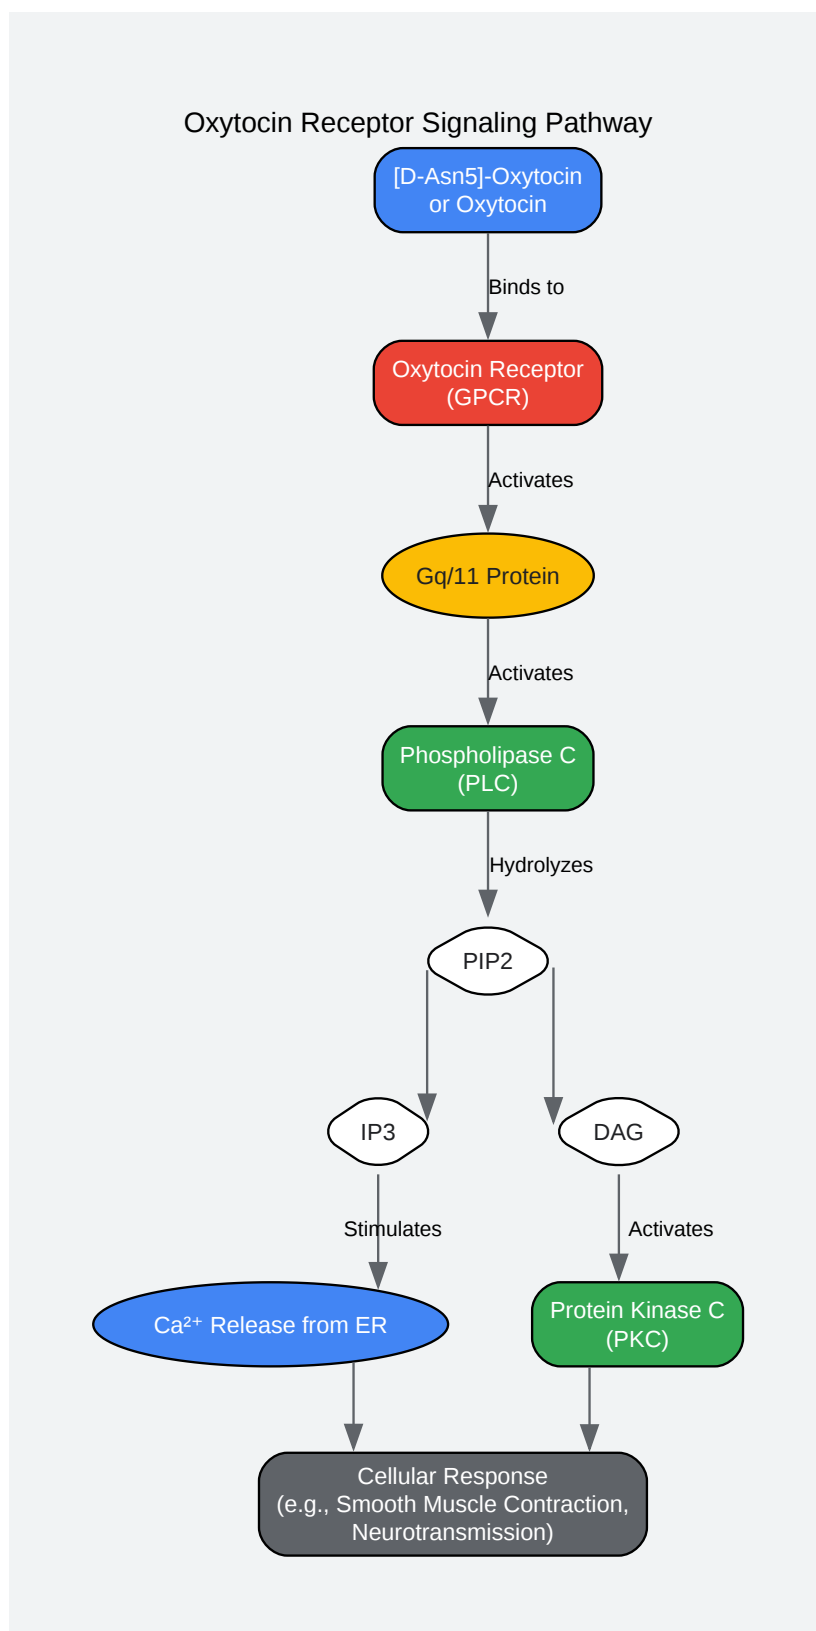 Oxytocin Receptor Signaling Pathway
[D-Asn5]-Oxytocin
or Oxytocin
Binds to
Oxytocin Receptor
(GPCR)
Activates
Gq/11 Protein
Activates
Phospholipase C
(PLC)
Hydrolyzes
PIP2
IP3
DAG
Stimulates
Activates
Ca²⁺ Release from ER
Protein Kinase C
(PKC)
Cellular Response
(e.g., Smooth Muscle Contraction,
Neurotransmission)